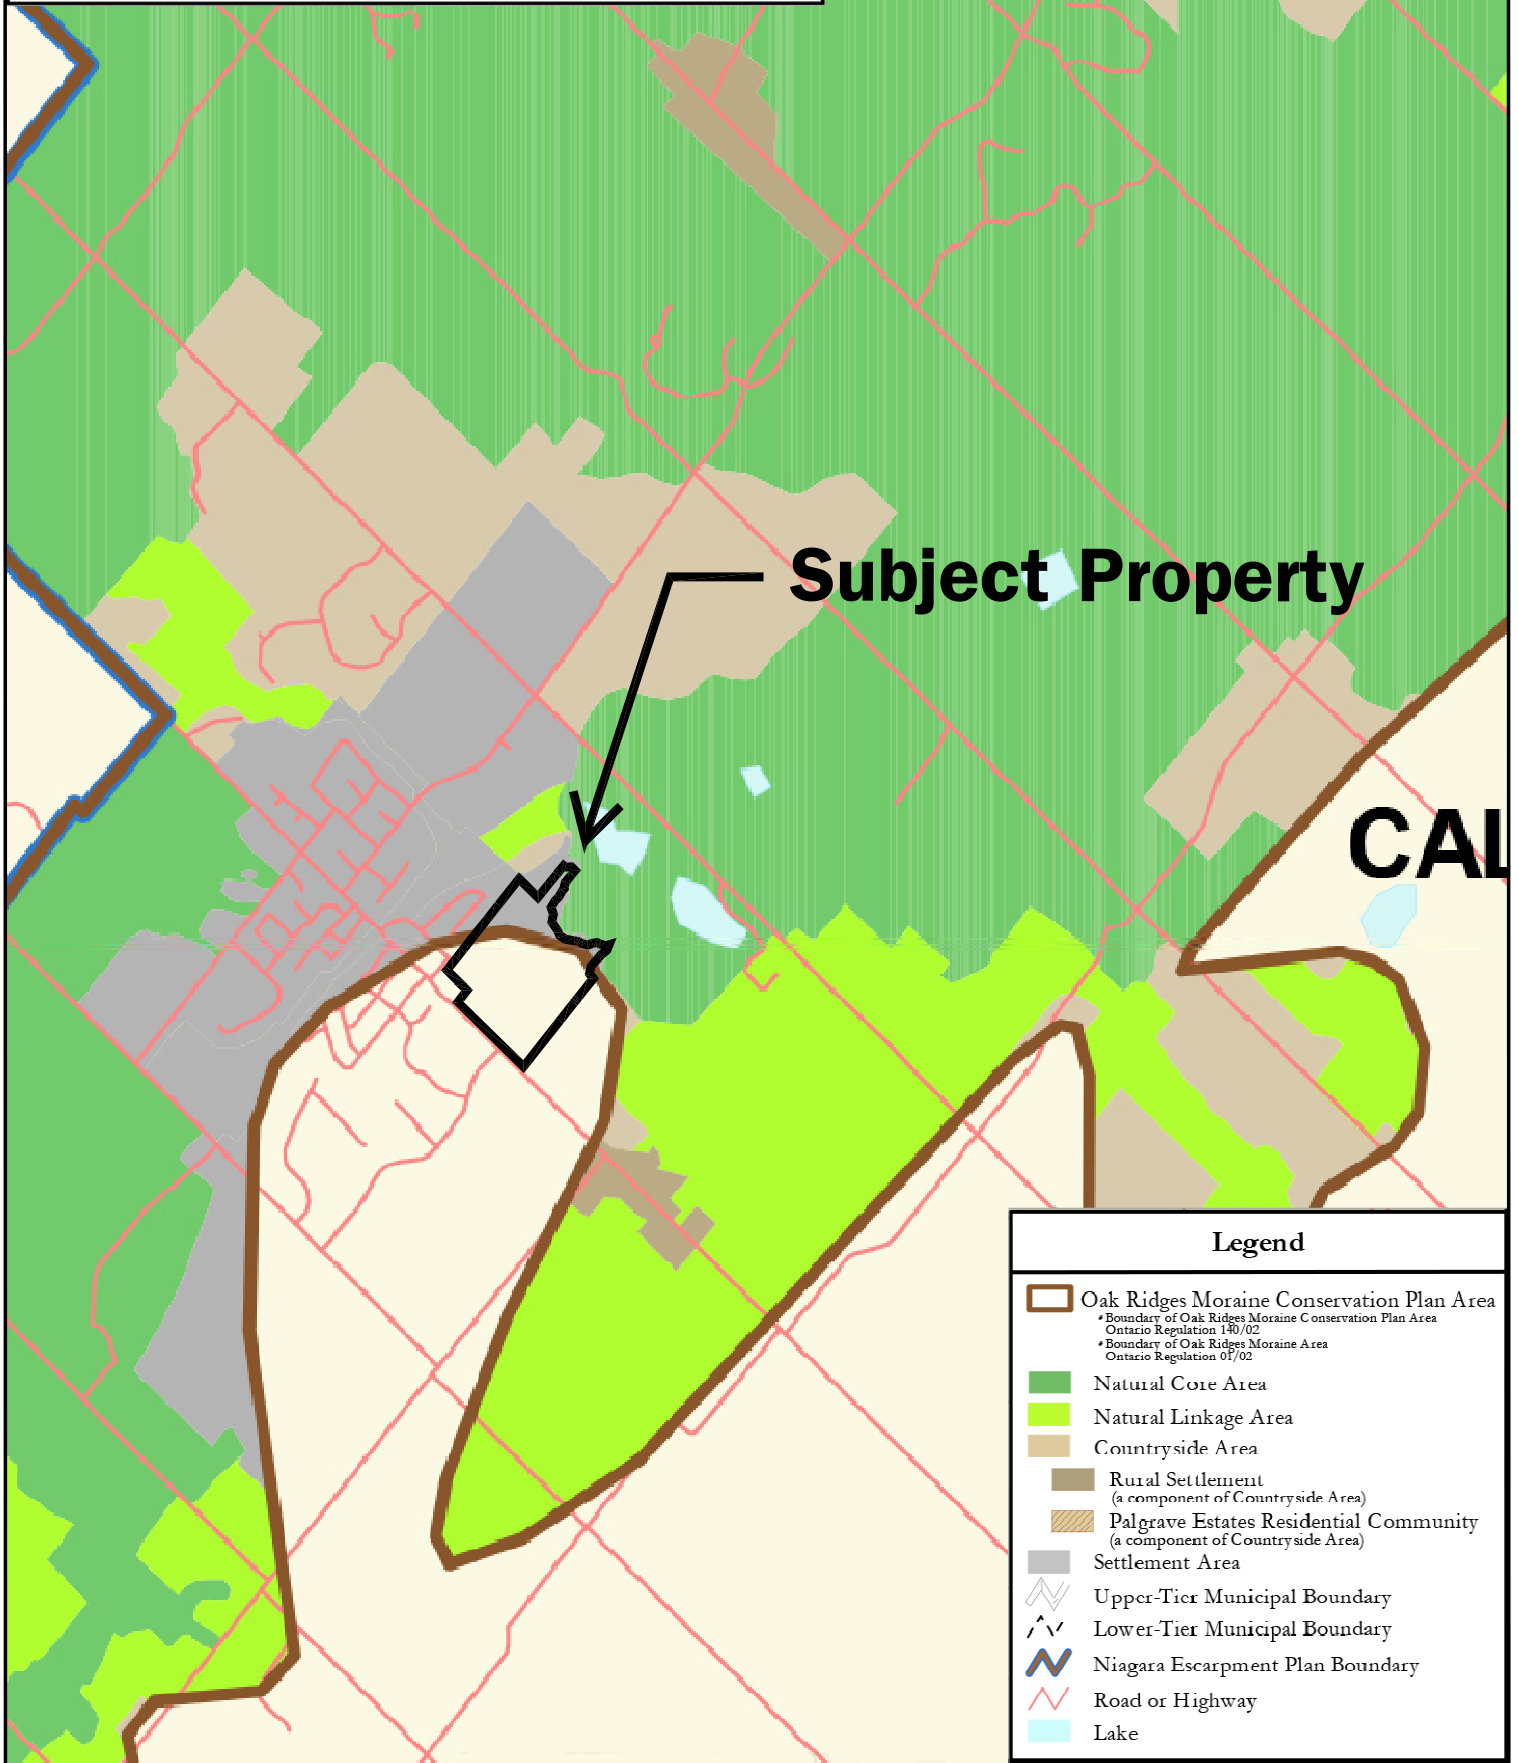 Subject Property
CAL
Legend
Oak Ridges Moraine Conservation Plan Area
• Boundary of Oak Ridges Moraine Conservation Plan Area
Ontario Regulation 140/02
• Boundary of Oak Ridges Moraine Area
Ontario Regulation 01/02
Natural Core Area
Natural Linkage Area
Countryside Area
Rural Settlement
(a component of Countryside Area)
Palgrave Estates Residential Community
(a component of Countryside Area)
Settlement Area
Upper-Tier Municipal Boundary
Lower-Tier Municipal Boundary
Niagara Escarpment Plan Boundary
Road or Highway
Lake